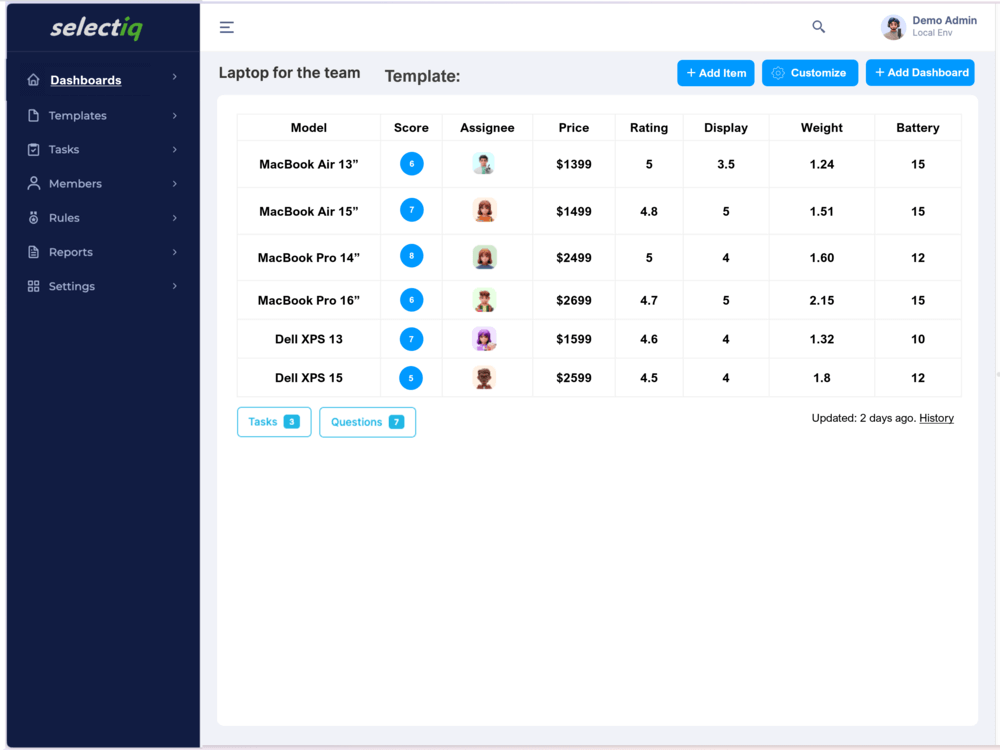 selectiq
Demo Admin
Local Env
Dashboards
Templates
Tasks
Members
Rules
Reports
Settings
Laptop for the team Template:
+ Add Item Customize + Add Dashboard
Model Score Assignee Price Rating Display Weight Battery
MacBook Air 13” 6 $1399 5 3.5 1.24 15
MacBook Air 15” 7 $1499 4.8 5 1.51 15
MacBook Pro 14” 8 $2499 5 4 1.60 12
MacBook Pro 16” 6 $2699 4.7 5 2.15 15
Dell XPS 13 7 $1599 4.6 4 1.32 10
Dell XPS 15 5 $2599 4.5 4 1.8 12
Tasks 3 Questions 7 Updated: 2 days ago. History